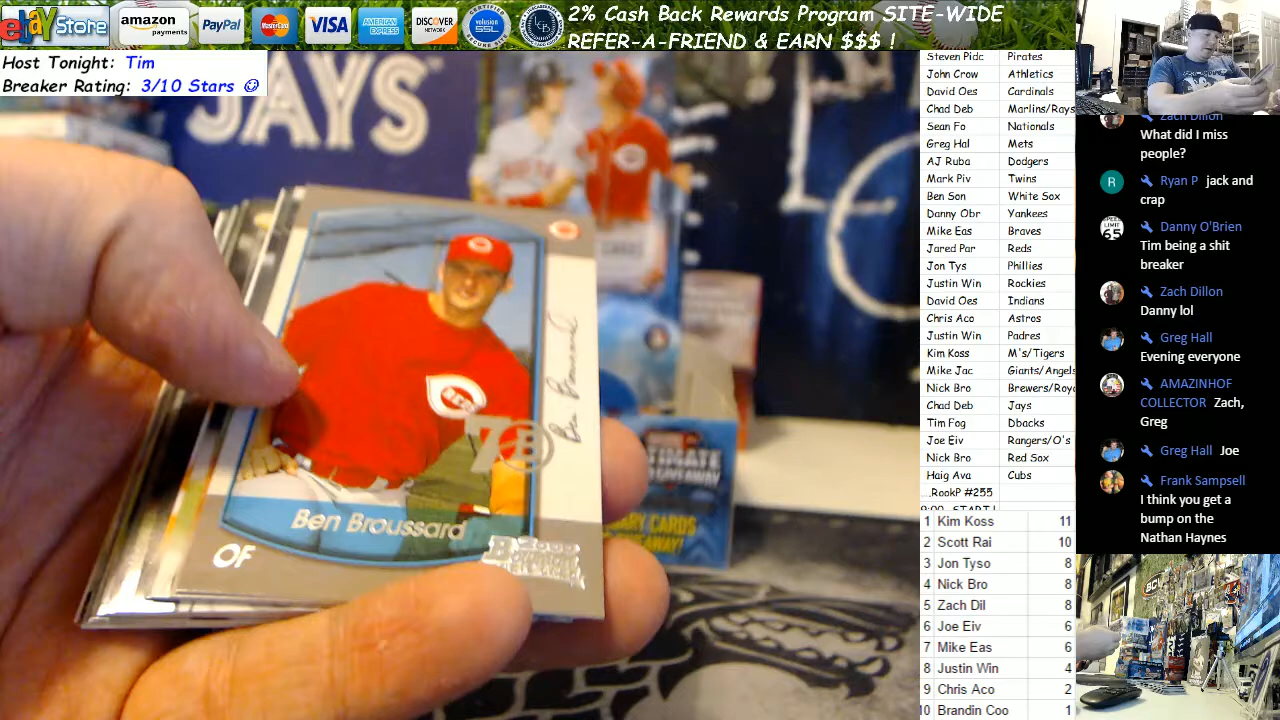 ebay Store
amazon
payments
PayPal
MasterCard
VISA
AMERICAN EXPRESS
DISCOVER
NETWORK
volusion
SSL
2% Cash Back Rewards Program SITE-WIDE
REFER-A-FRIEND & EARN $$$ !
Host Tonight: Tim
Breaker Rating: 3/10 Stars
JAYS
Ben Broussard
OF
REDS
Steven Pidc Pirates
John Crow Athletics
David Oes Cardinals
Chad Deb Marlins/Rays
Sean Fo Nationals
Greg Hal Mets
AJ Ruba Dodgers
Mark Piv Twins
Ben Son White Sox
Danny Obr Yankees
Mike Eas Braves
Jared Par Reds
Jon Tys Phillies
Justin Win Rockies
David Oes Indians
Chris Aco Astros
Justin Win Padres
Kim Koss M's/Tigers
Mike Jac Giants/Angels
Nick Bro Brewers/Roy
Chad Deb Jays
Tim Fog Dbacks
Joe Eiv Rangers/O's
Nick Bro Red Sox
Haig Ava Cubs
...RookP #255
9:00 START!
1 Kim Koss 11
2 Scott Rai 10
3 Jon Tyso 8
4 Nick Bro 8
5 Zach Dil 8
6 Joe Eiv 6
7 Mike Eas 6
8 Justin Win 4
9 Chris Aco 2
10 Brandin Coo 1
Zach Dillon
What did I miss
people?
R Ryan P jack and
crap
SPEED LIMIT 65 Danny O'Brien
Tim being a shit
breaker
Zach Dillon
Danny lol
Greg Hall
Evening everyone
AMAZINHOF
COLLECTOR Zach,
Greg
Greg Hall Joe
Frank Sampsell
I think you get a
bump on the
Nathan Haynes